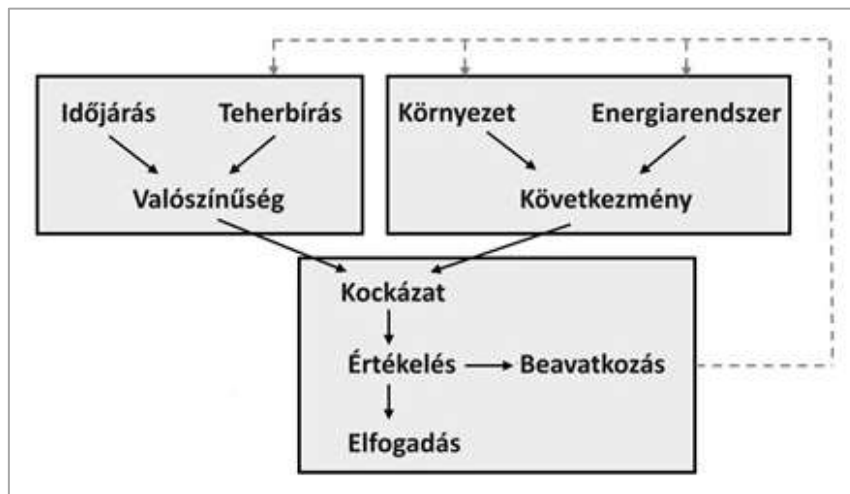 Időjárás
Teherbírás
Valószínűség
Környezet
Energiarendszer
Következmény
Kockázat
Értékelés
Beavatkozás
Elfogadás